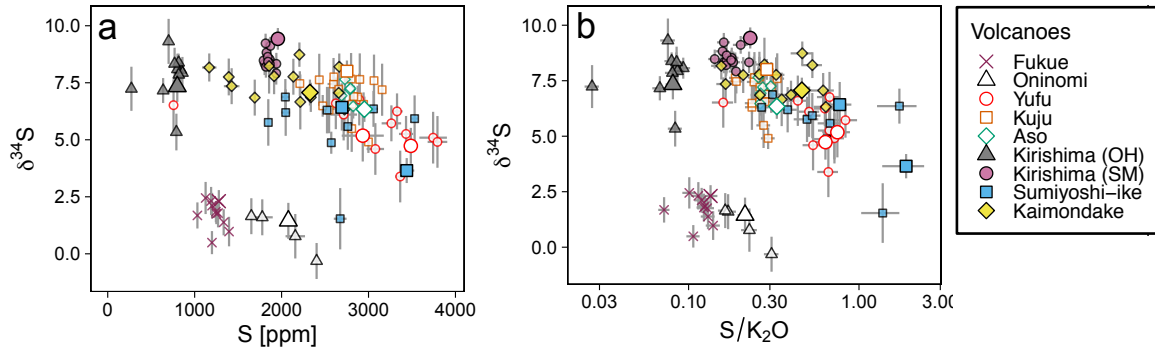 a
10.0
7.5
5.0
2.5
0.0
δ³⁴S
0
1000
2000
3000
4000
S [ppm]
b
10.0
7.5
5.0
2.5
0.0
δ³⁴S
0.03
0.10
0.30
1.00
3.00
S/K₂O
Volcanoes
Fukue
Oninomi
Yufu
Kuju
Aso
Kirishima (OH)
Kirishima (SM)
Sumiyoshi−ike
Kaimondake